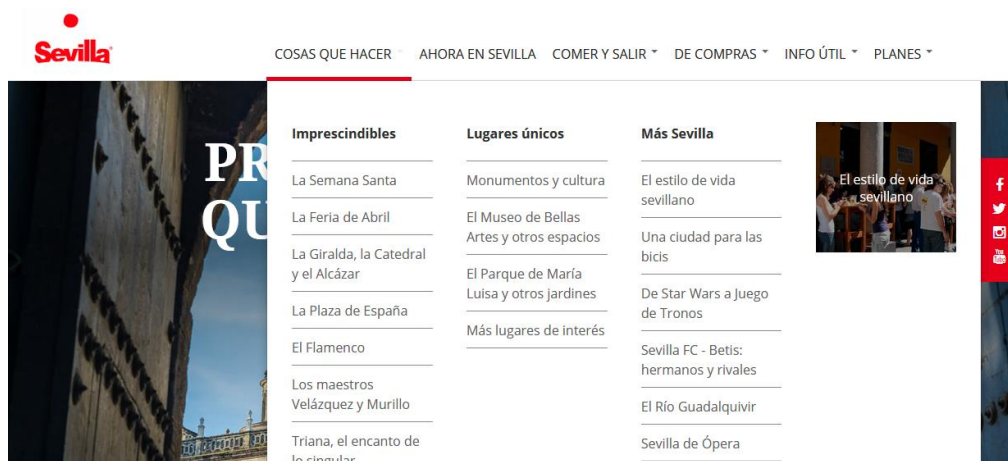 Sevilla
COSAS QUE HACER AHORA EN SEVILLA COMER Y SALIR DE COMPRAS INFO ÚTIL PLANES
PR
QU
Imprescindibles
La Semana Santa
La Feria de Abril
La Giralda, la Catedral
y el Alcázar
La Plaza de España
El Flamenco
Los maestros
Velázquez y Murillo
Triana, el encanto de
lo singular
Lugares únicos
Monumentos y cultura
El Museo de Bellas
Artes y otros espacios
El Parque de María
Luisa y otros jardines
Más lugares de interés
Más Sevilla
El estilo de vida
sevillano
Una ciudad para las
bicis
De Star Wars a Juego
de Tronos
Sevilla FC - Betis:
hermanos y rivales
El Río Guadalquivir
Sevilla de Ópera
El estilo de vida
sevillano
You
Tube